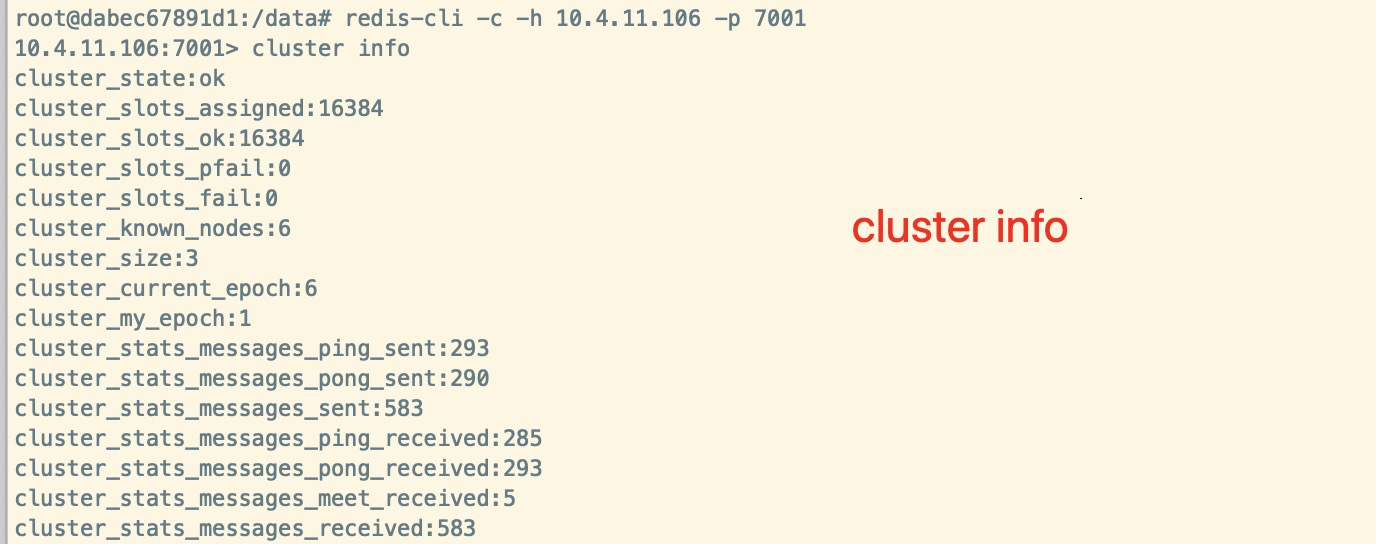 root@dabec67891d1:/data# redis-cli -c -h 10.4.11.106 -p 7001
10.4.11.106:7001> cluster info
cluster_state:ok
cluster_slots_assigned:16384
cluster_slots_ok:16384
cluster_slots_pfail:0
cluster_slots_fail:0
cluster_known_nodes:6
cluster info
cluster_size:3
cluster_current_epoch:6
cluster_my_epoch:1
cluster_stats_messages_ping_sent:293
cluster_stats_messages_pong_sent:290
cluster_stats_messages_sent:583
cluster_stats_messages_ping_received:285
cluster_stats_messages_pong_received:293
cluster_stats_messages_meet_received:5
cluster_stats_messages_received:583